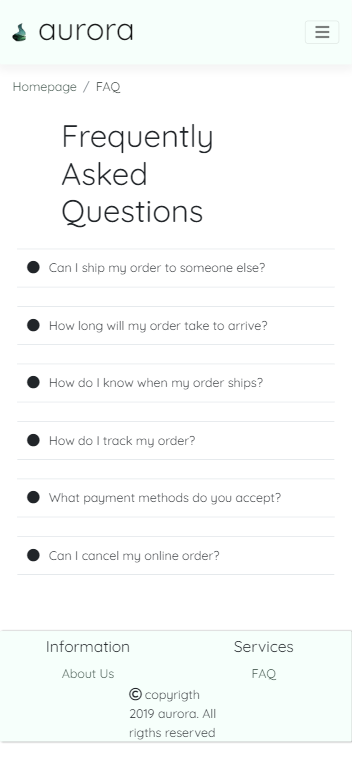 aurora
Homepage / FAQ
Frequently
Asked
Questions
Can I ship my order to someone else?
How long will my order take to arrive?
How do I know when my order ships?
How do I track my order?
What payment methods do you accept?
Can I cancel my online order?
Information
Services
About Us
FAQ
© copyrigth
2019 aurora. All
rigths reserved